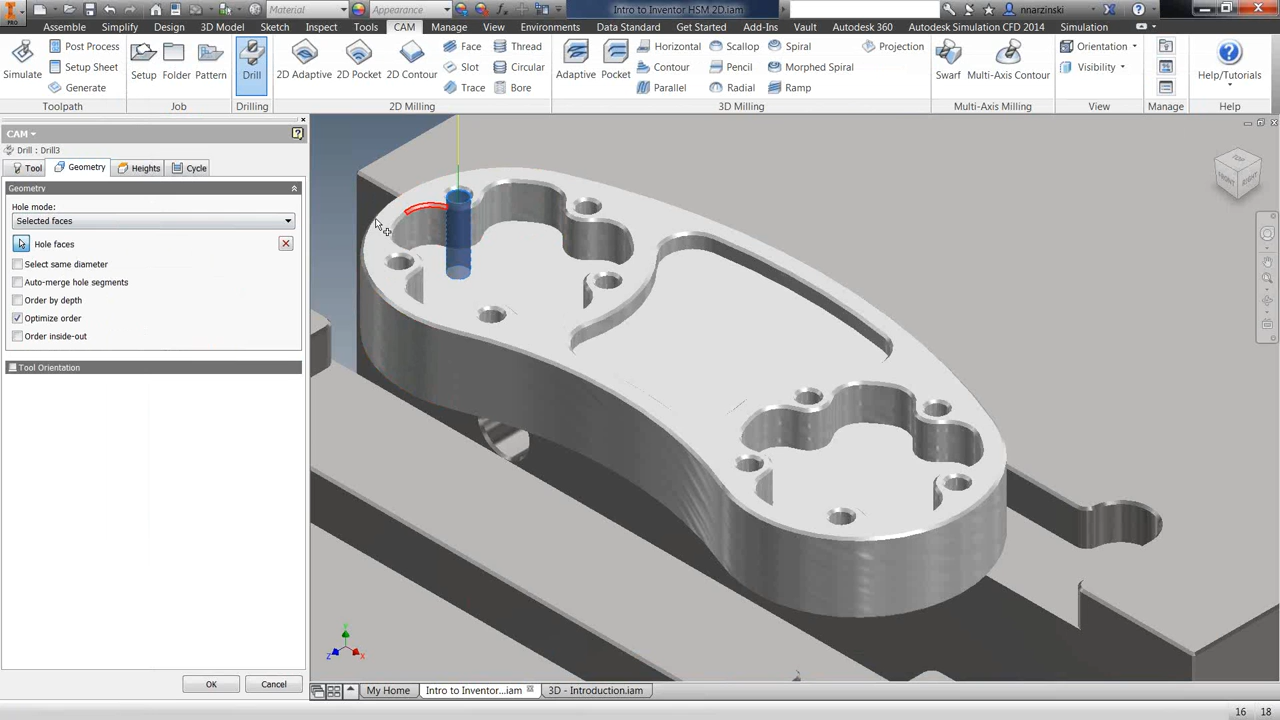 Material
Appearance
Intro to Inventor HSM 2D.iam
nnarzinski
PRO
Assemble Simplify Design 3D Model Sketch Inspect Tools CAM Manage View Environments Data Standard Get Started Add-Ins Vault Autodesk 360 Autodesk Simulation CFD 2014 Simulation
Simulate
Post Process
Setup Sheet
Generate
Toolpath
Setup
Folder
Pattern
Job
Drill
Drilling
2D Adaptive
2D Pocket
2D Contour
Face
Slot
Trace
Thread
Circular
Bore
2D Milling
Adaptive
Pocket
Horizontal
Contour
Parallel
Scallop
Pencil
Radial
Spiral
Morphed Spiral
Ramp
Projection
3D Milling
Swarf
Multi-Axis Contour
Multi-Axis Milling
Orientation
Visibility
View
Manage
Help/Tutorials
Help
CAM
Drill : Drill3
Tool Geometry Heights Cycle
Geometry
Hole mode:
Selected faces
Hole faces
Select same diameter
Auto-merge hole segments
Order by depth
Optimize order
Order inside-out
Tool Orientation
OK Cancel
TOP
FRONT
RIGHT
Y
Z
X
My Home
Intro to Inventor...iam
3D - Introduction.iam
16 18